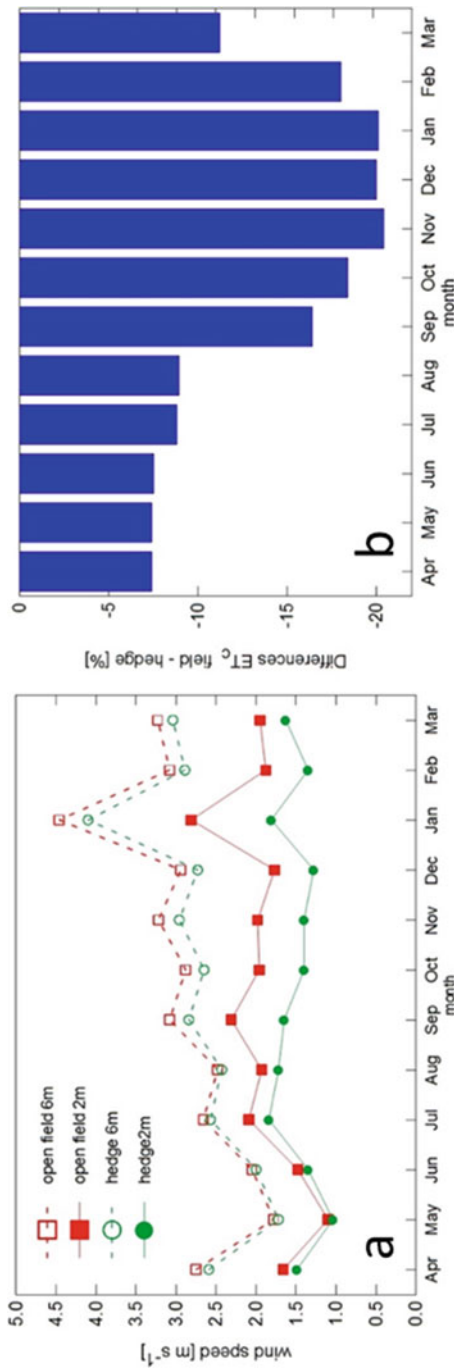 5.0
4.5
4.0
3.5
3.0
2.5
2.0
1.5
1.0
0.5
0.0
wind speed [m s⁻¹]
open field 6m
open field 2m
hedge 6m
hedge2m
a
Apr May Jun Jul Aug Sep Oct Nov Dec Jan Feb Mar
month
0
-5
-10
-15
-20
Differences ET_c field - hedge [%]
b
Apr May Jun Jul Aug Sep Oct Nov Dec Jan Feb Mar
month